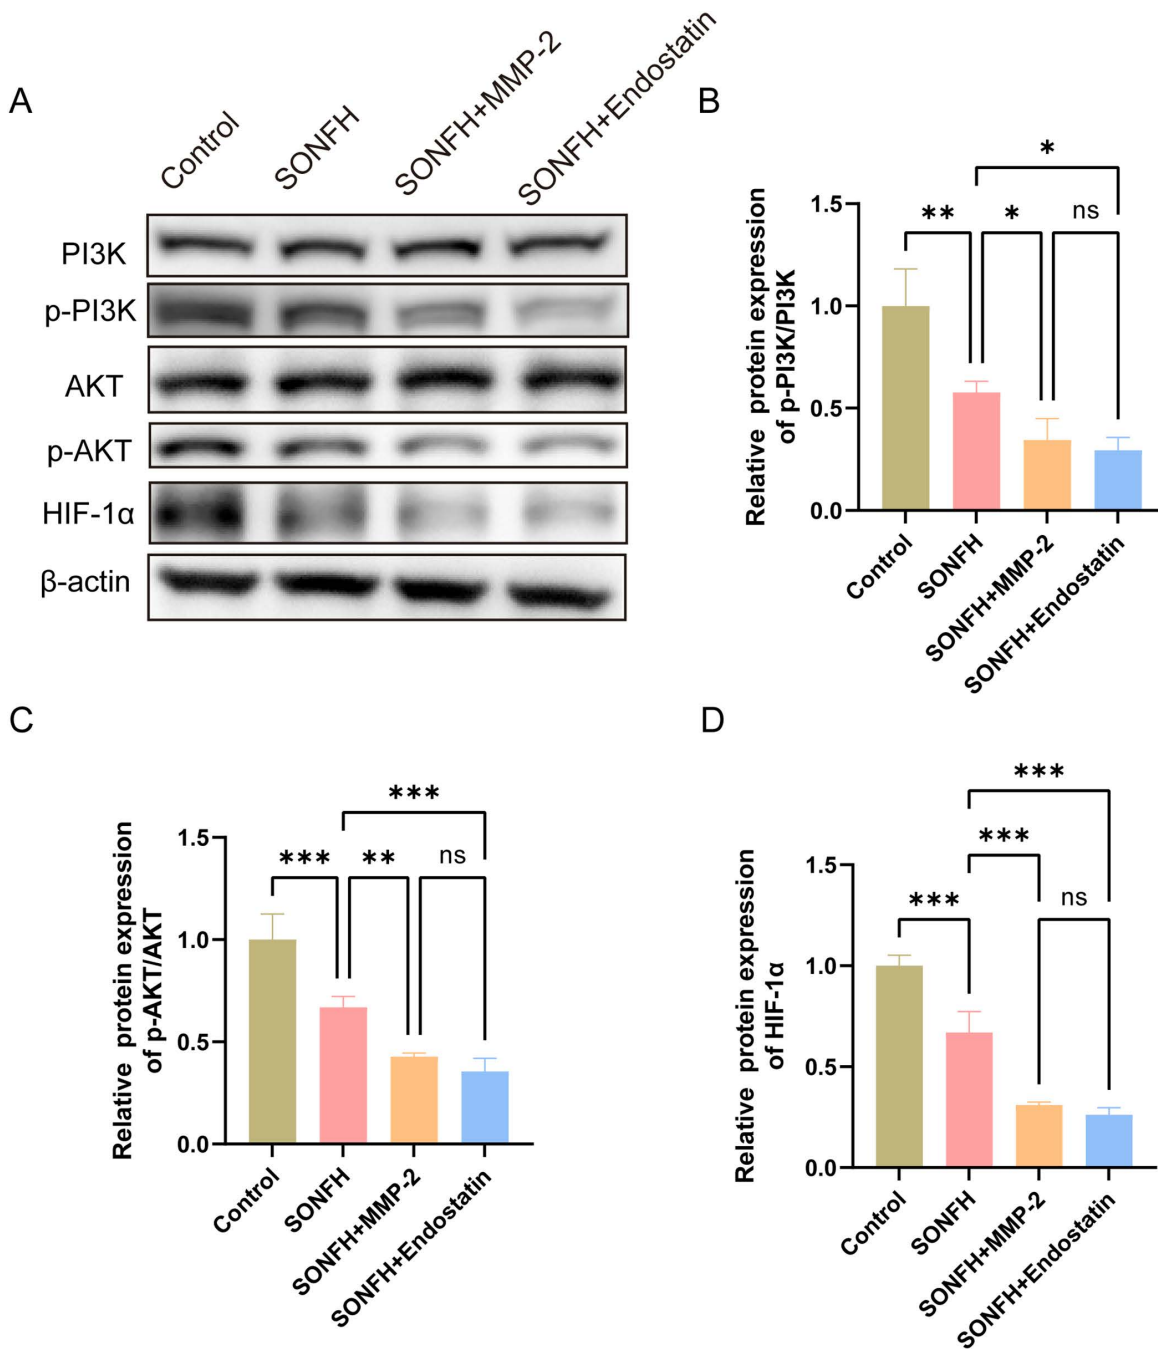 A
Control
SONFH
SONFH+MMP-2
SONFH+Endostatin
PI3K
p-PI3K
AKT
p-AKT
HIF-1α
β-actin
B
Relative protein expression
of p-PI3K/PI3K
*
** * ns
1.5
1.0
0.5
0.0
Control
SONFH
SONFH+MMP-2
SONFH+Endostatin
C
Relative protein expression
of p-AKT/AKT
***
*** ** ns
1.5
1.0
0.5
0.0
Control
SONFH
SONFH+MMP-2
SONFH+Endostatin
D
Relative protein expression
of HIF-1α
***
***
*** ns
1.5
1.0
0.5
0.0
Control
SONFH
SONFH+MMP-2
SONFH+Endostatin